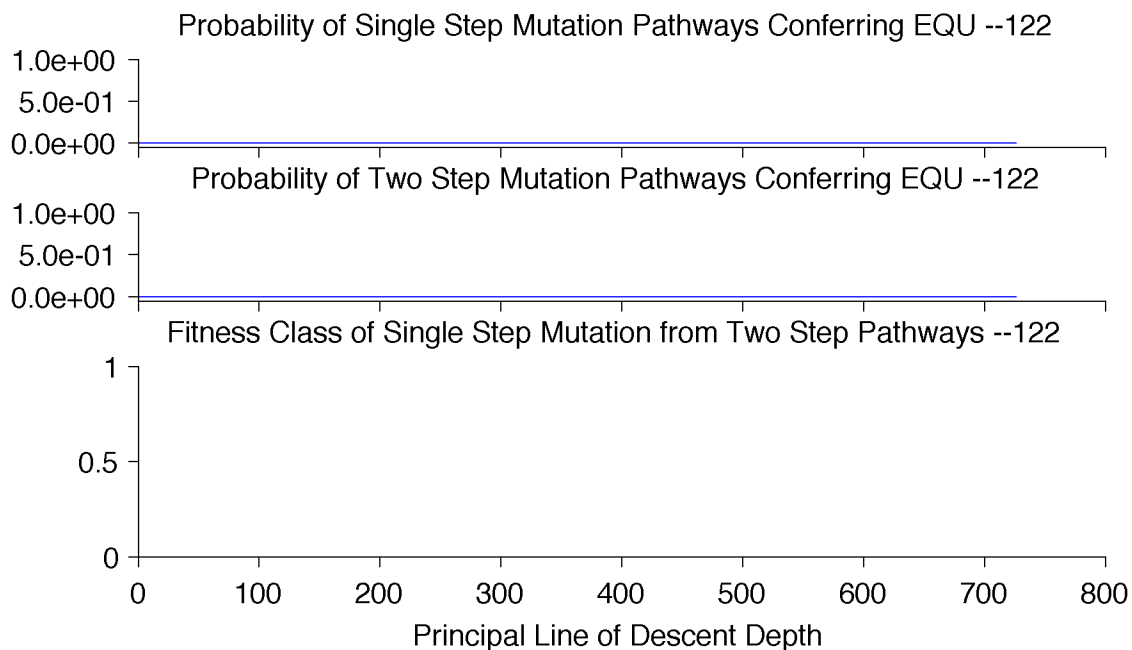 Probability of Single Step Mutation Pathways Conferring EQU --122
1.0e+00
5.0e-01
0.0e+00
Probability of Two Step Mutation Pathways Conferring EQU --122
1.0e+00
5.0e-01
0.0e+00
Fitness Class of Single Step Mutation from Two Step Pathways --122
1
0.5
0
0 100 200 300 400 500 600 700 800
Principal Line of Descent Depth